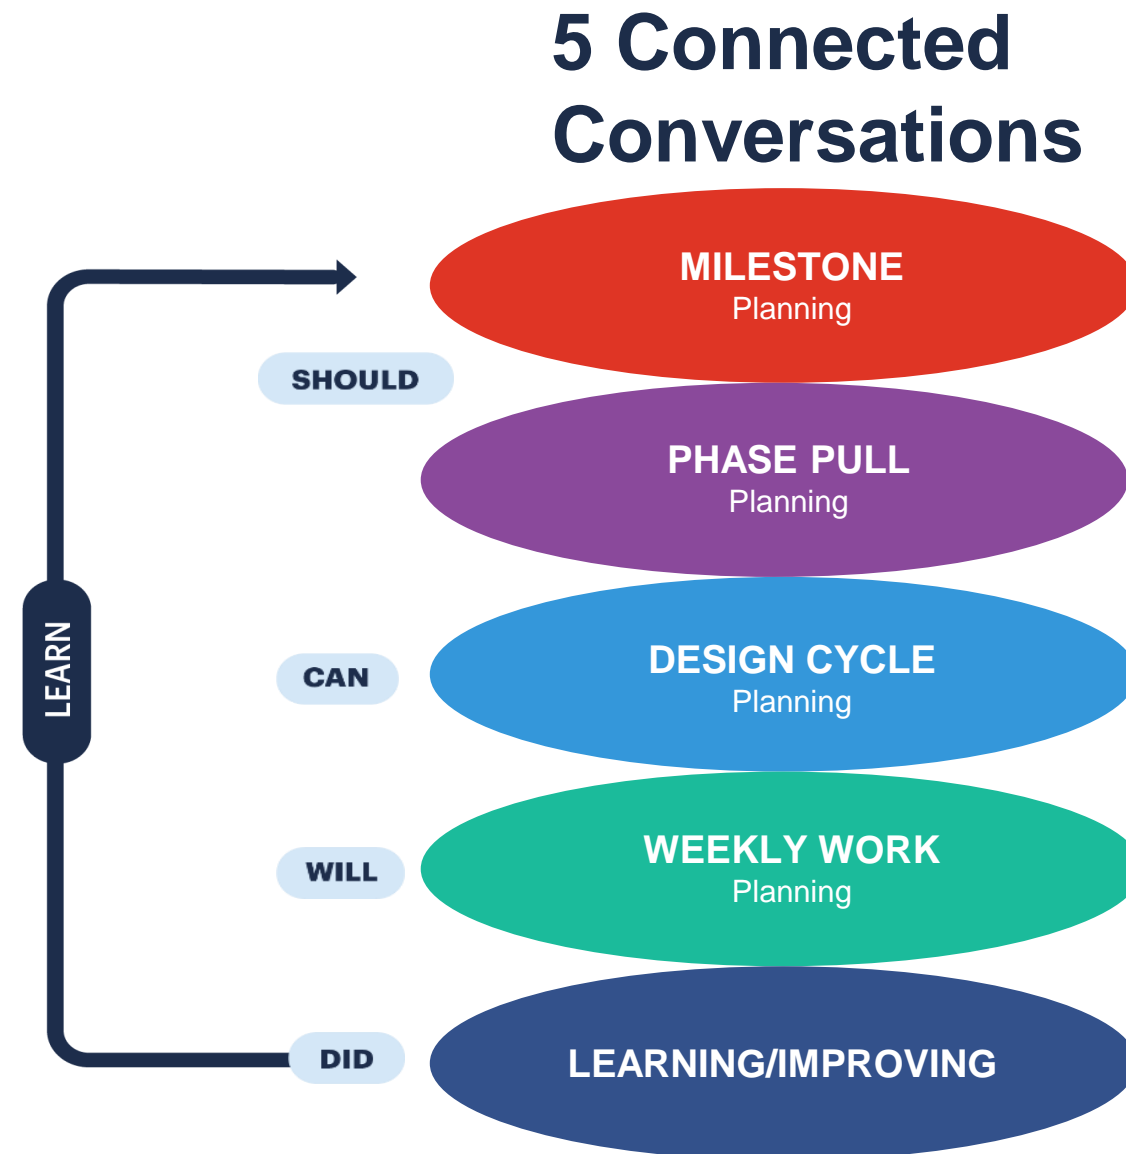 5 Connected
Conversations
MILESTONE
Planning
SHOULD
PHASE PULL
Planning
LEARN
DESIGN CYCLE
Planning
CAN
WEEKLY WORK
Planning
WILL
DID
LEARNING/IMPROVING